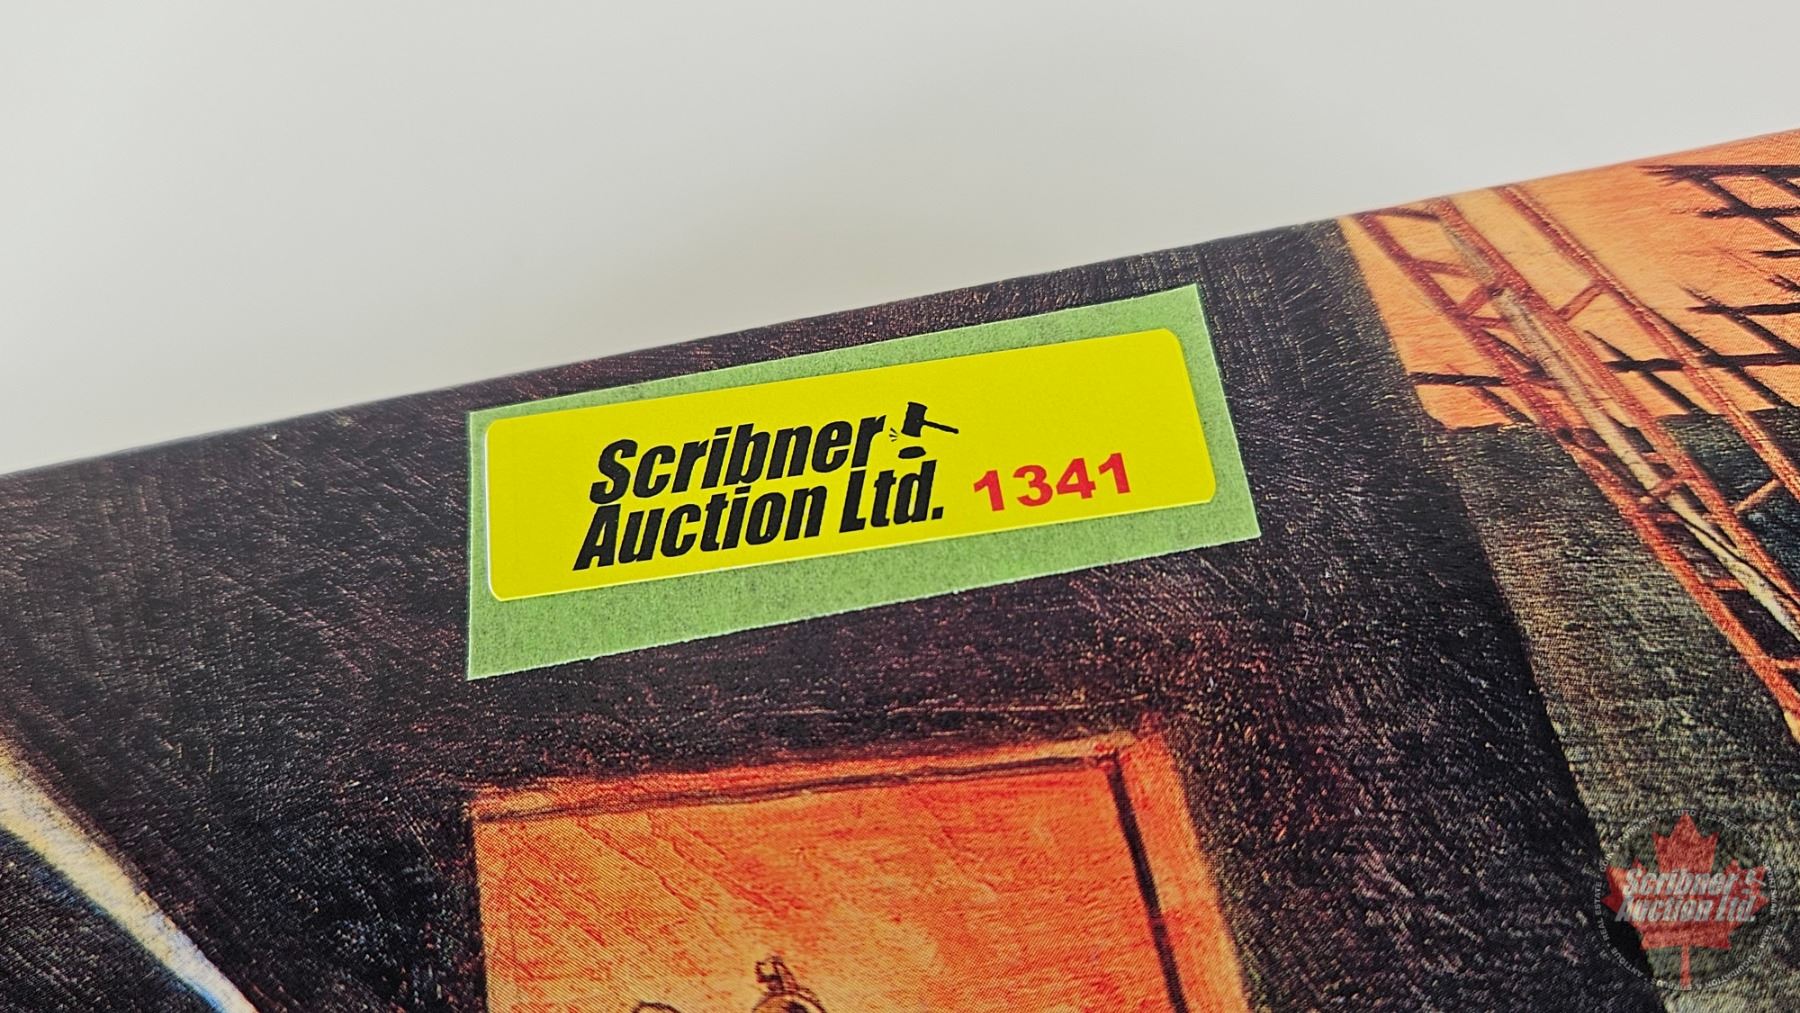 Scribner
Auction Ltd. 1341
Scribner's
Auction Ltd